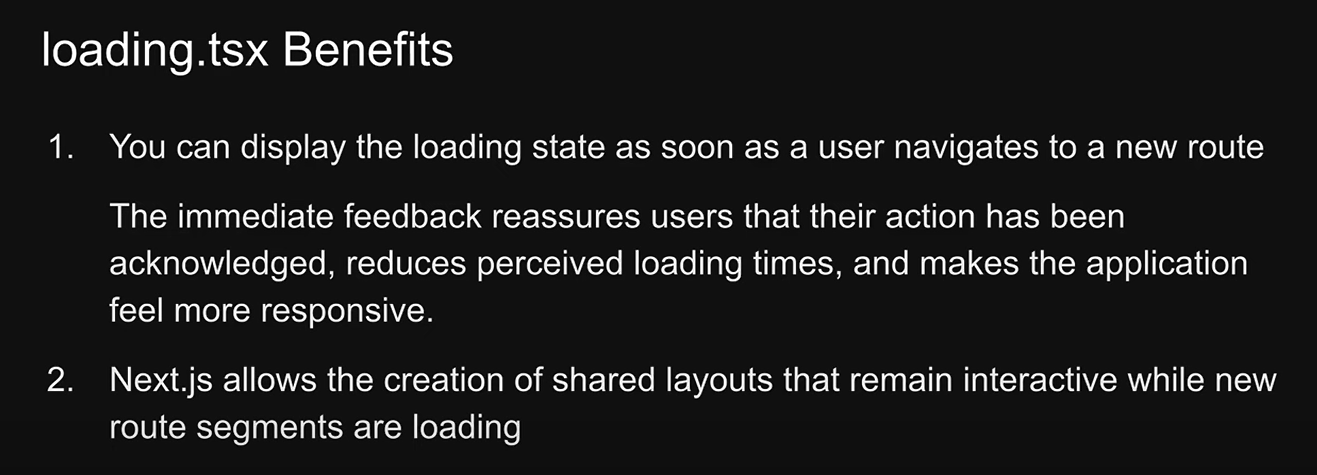 loading.tsx Benefits
1. You can display the loading state as soon as a user navigates to a new route
The immediate feedback reassures users that their action has been
acknowledged, reduces perceived loading times, and makes the application
feel more responsive.
2. Next.js allows the creation of shared layouts that remain interactive while new
route segments are loading